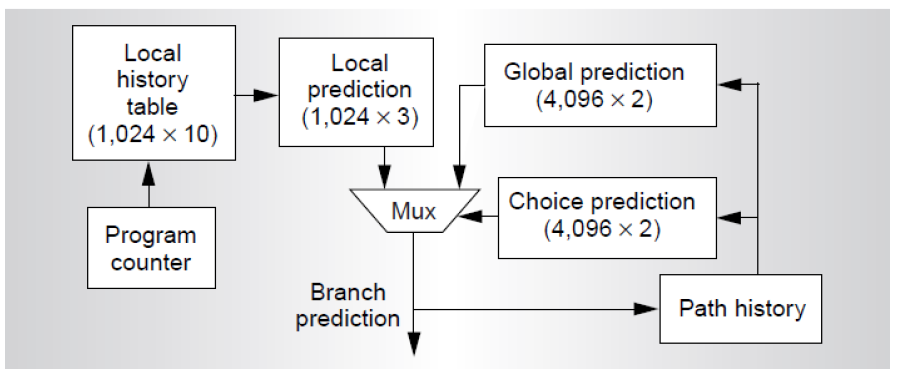 Local
history
table
(1,024 × 10)
Local
prediction
(1,024 × 3)
Global prediction
(4,096 × 2)
Mux
Choice prediction
(4,096 × 2)
Program
counter
Branch
prediction
Path history